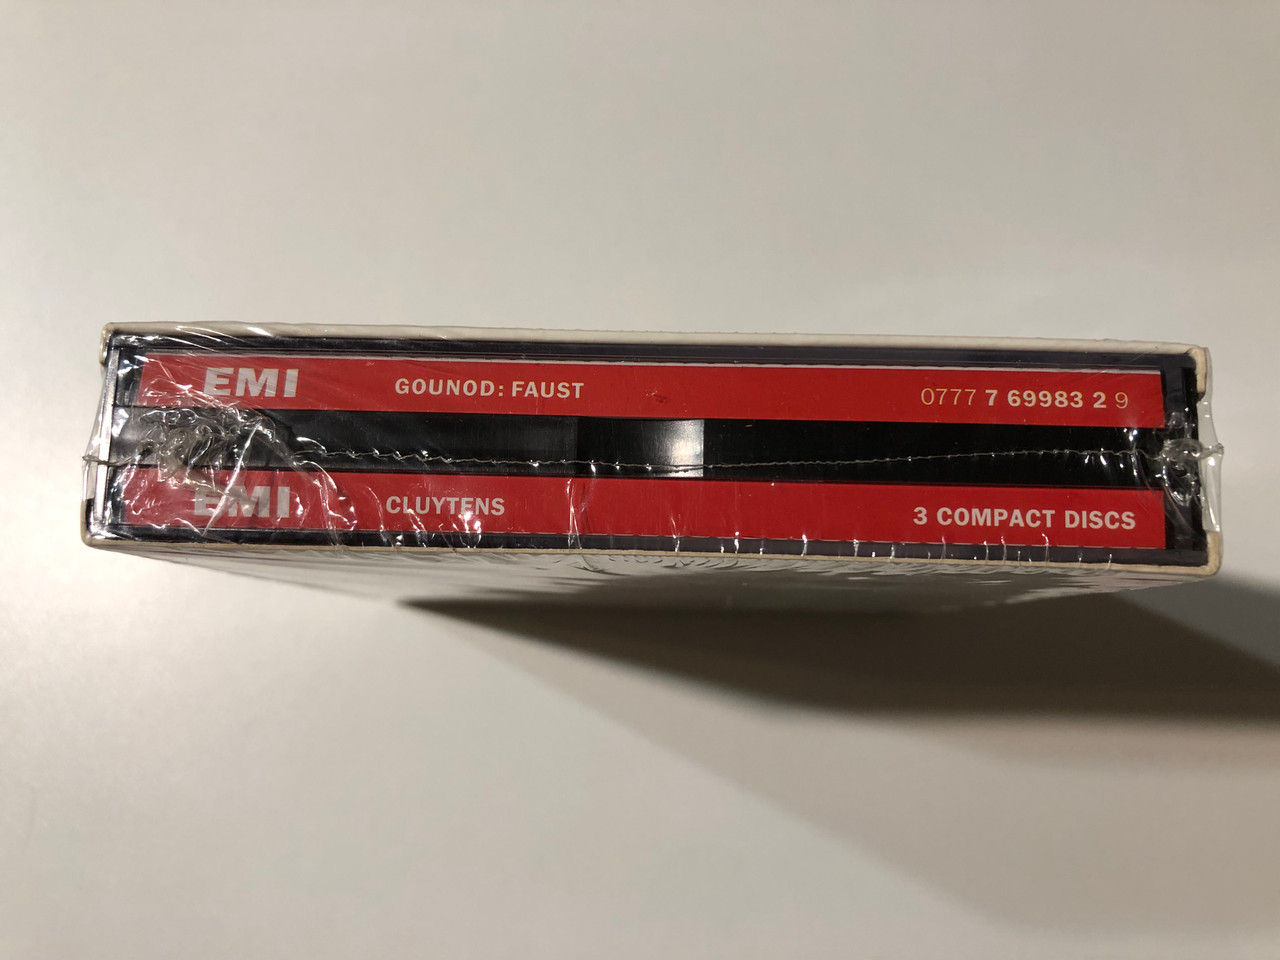 EMI GOUNOD: FAUST 0777 7 69983 2 9
EMI CLUYTENS 3 COMPACT DISCS